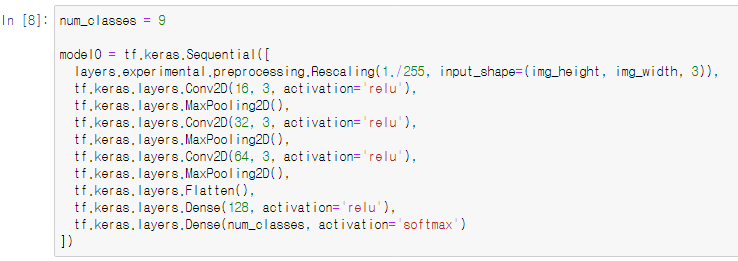 In [8]: num_classes = 9
model0 = tf.keras.Sequential([
layers.experimental.preprocessing.Rescaling(1./255, input_shape=(img_height, img_width, 3)),
tf.keras.layers.Conv2D(16, 3, activation='relu'),
tf.keras.layers.MaxPooling2D(),
tf.keras.layers.Conv2D(32, 3, activation='relu'),
tf.keras.layers.MaxPooling2D(),
tf.keras.layers.Conv2D(64, 3, activation='relu'),
tf.keras.layers.MaxPooling2D(),
tf.keras.layers.Flatten(),
tf.keras.layers.Dense(128, activation='relu'),
tf.keras.layers.Dense(num_classes, activation='softmax')
])